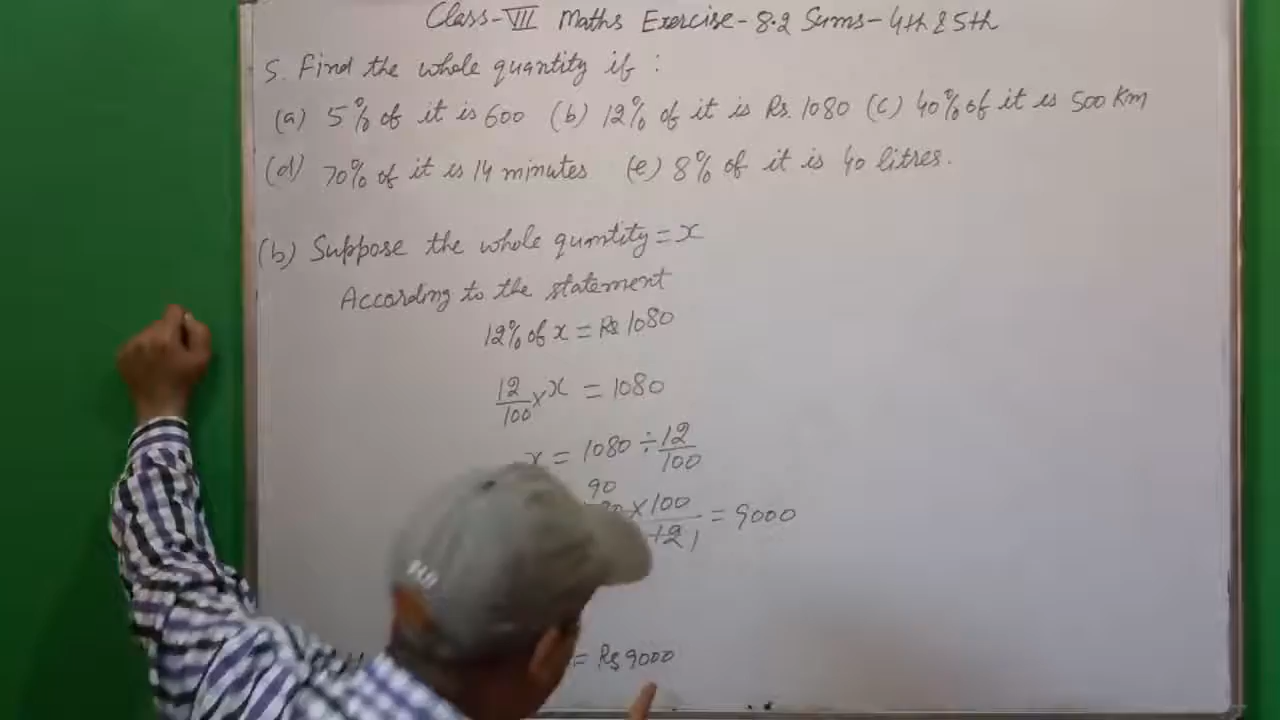 Class-VII Maths Exercise-8.2 Sums-4th & 5th
5. Find the whole quantity if :
(a) 5% of it is 600 (b) 12% of it is Rs. 1080 (c) 40% of it is 500 Km
(d) 70% of it is 14 minutes (e) 8% of it is 40 litres.
(b) Suppose the whole quantity = x
According to the statement
12% of x = Rs 1080
12/100 × x = 1080
x = 1080 ÷ 12/100
90
× 100 / 12 1 = 9000
= Rs 9000